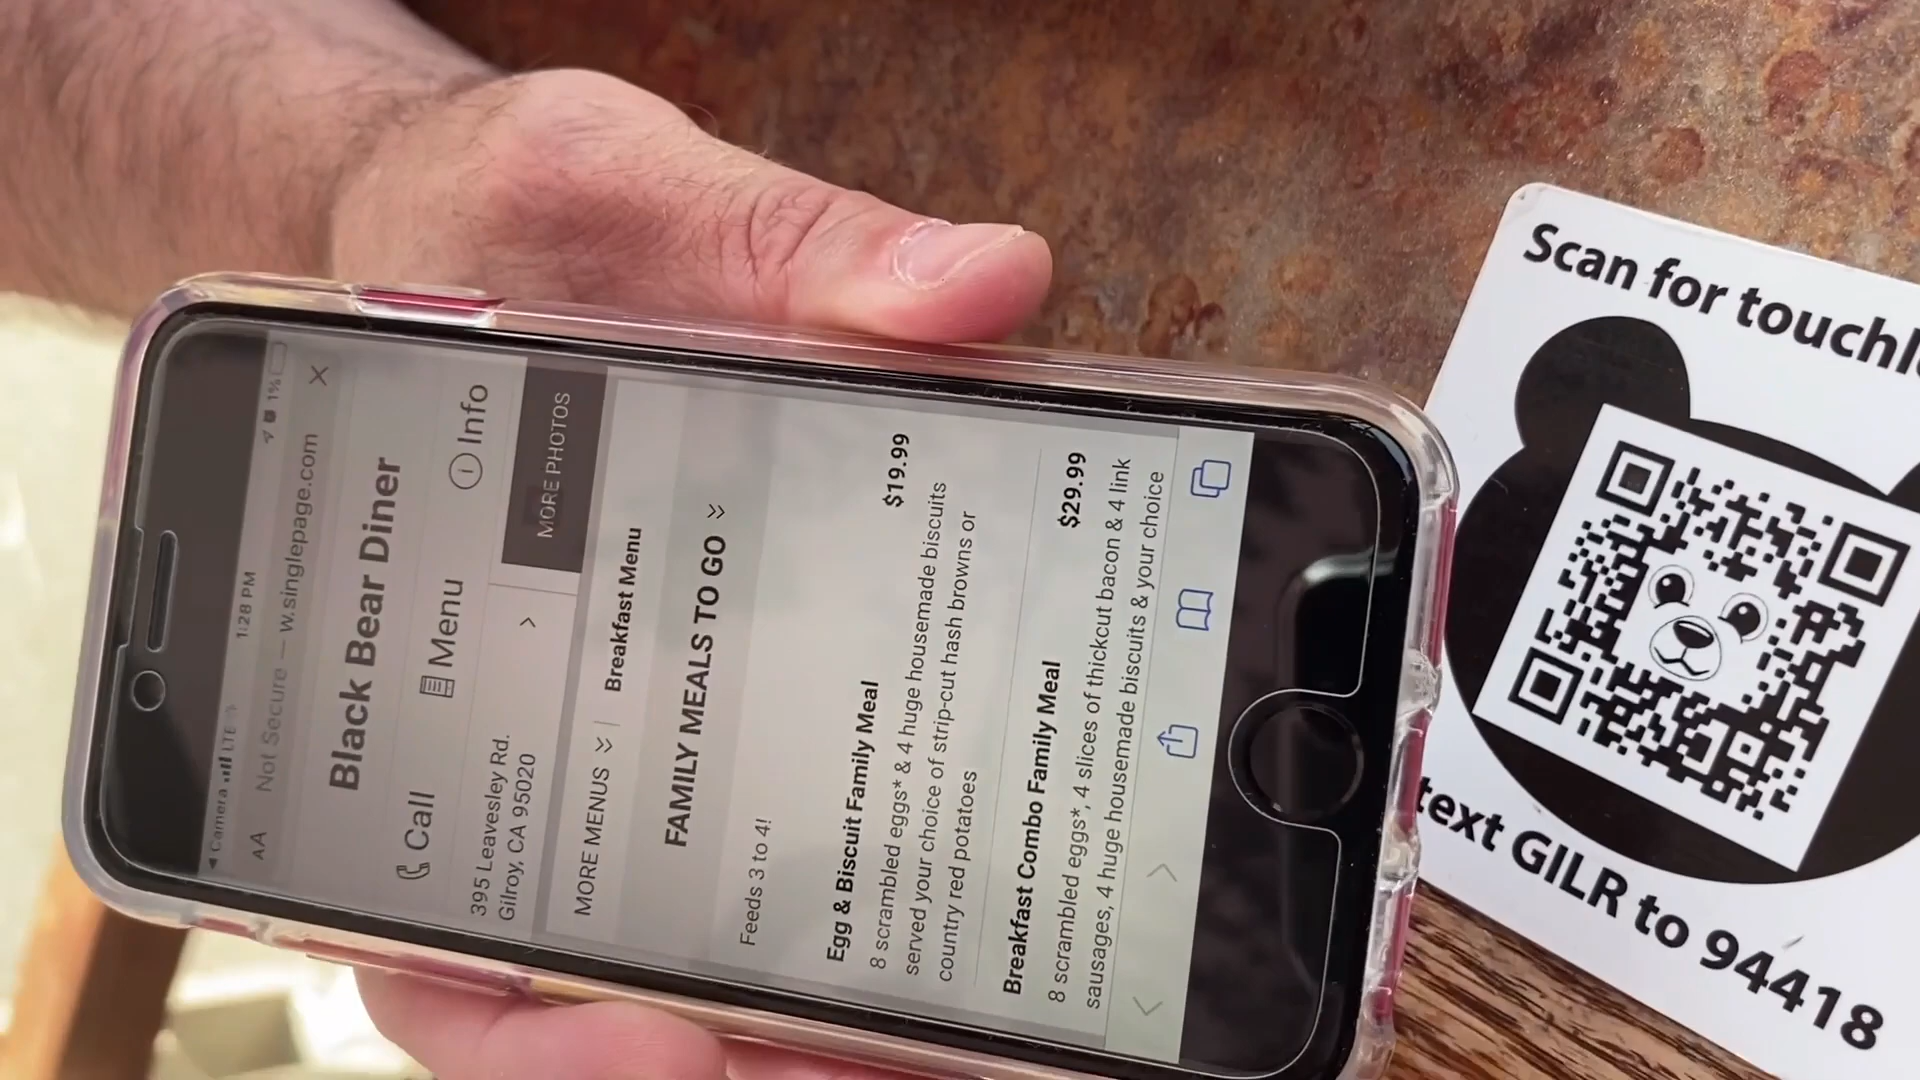 Camera LTE 1:28 PM 1%
AA Not Secure — w.singlepage.com
Black Bear Diner
Call Menu Info
395 Leavesley Rd.
Gilroy, CA 95020
MORE PHOTOS
MORE MENUS | Breakfast Menu
FAMILY MEALS TO GO
Feeds 3 to 4!
Egg & Biscuit Family Meal $19.99
8 scrambled eggs* & 4 huge housemade biscuits
served your choice of strip-cut hash browns or
country red potatoes
Breakfast Combo Family Meal $29.99
8 scrambled eggs*, 4 slices of thickcut bacon & 4 link
sausages, 4 huge housemade biscuits & your choice
Scan for touchl
text GILR to 94418